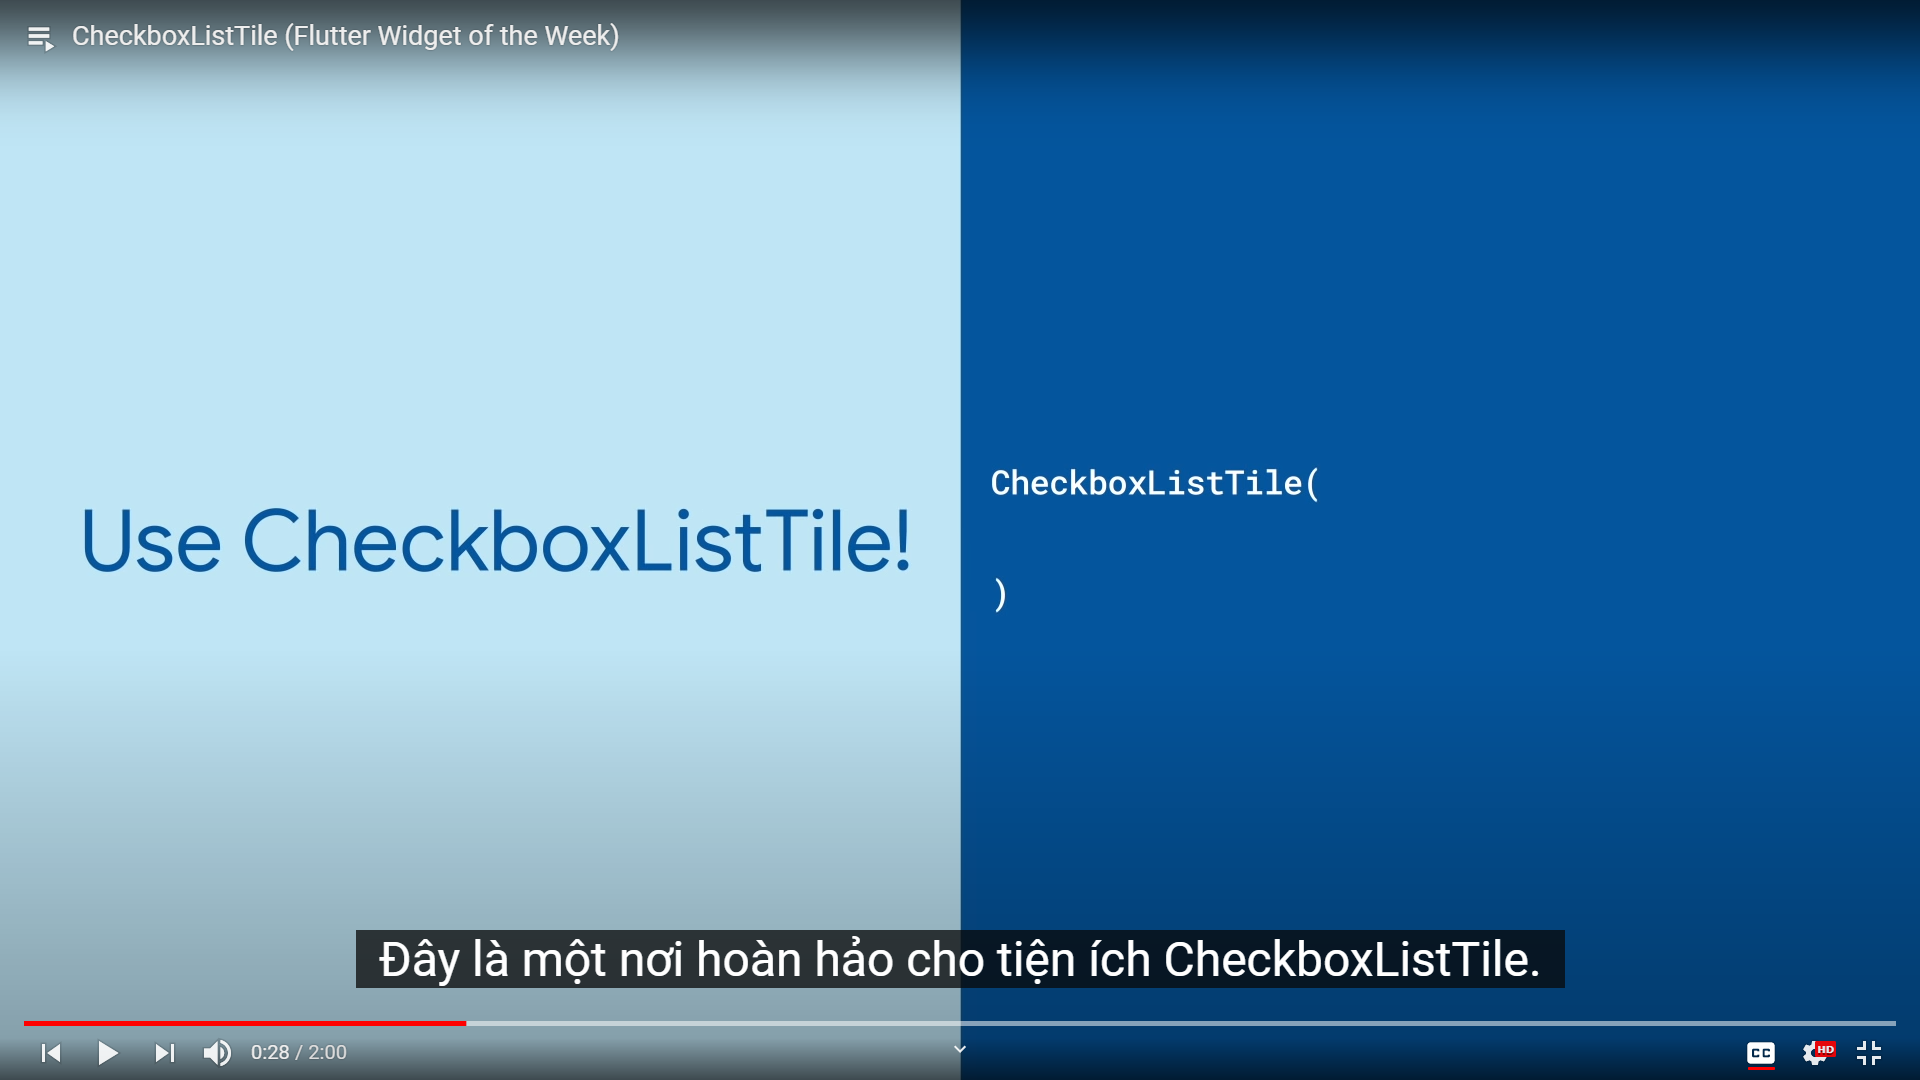 CheckboxListTile (Flutter Widget of the Week)
Use CheckboxListTile!
CheckboxListTile(
)
Đây là một nơi hoàn hảo cho tiện ích CheckboxListTile.
0:28 / 2:00
CC
HD